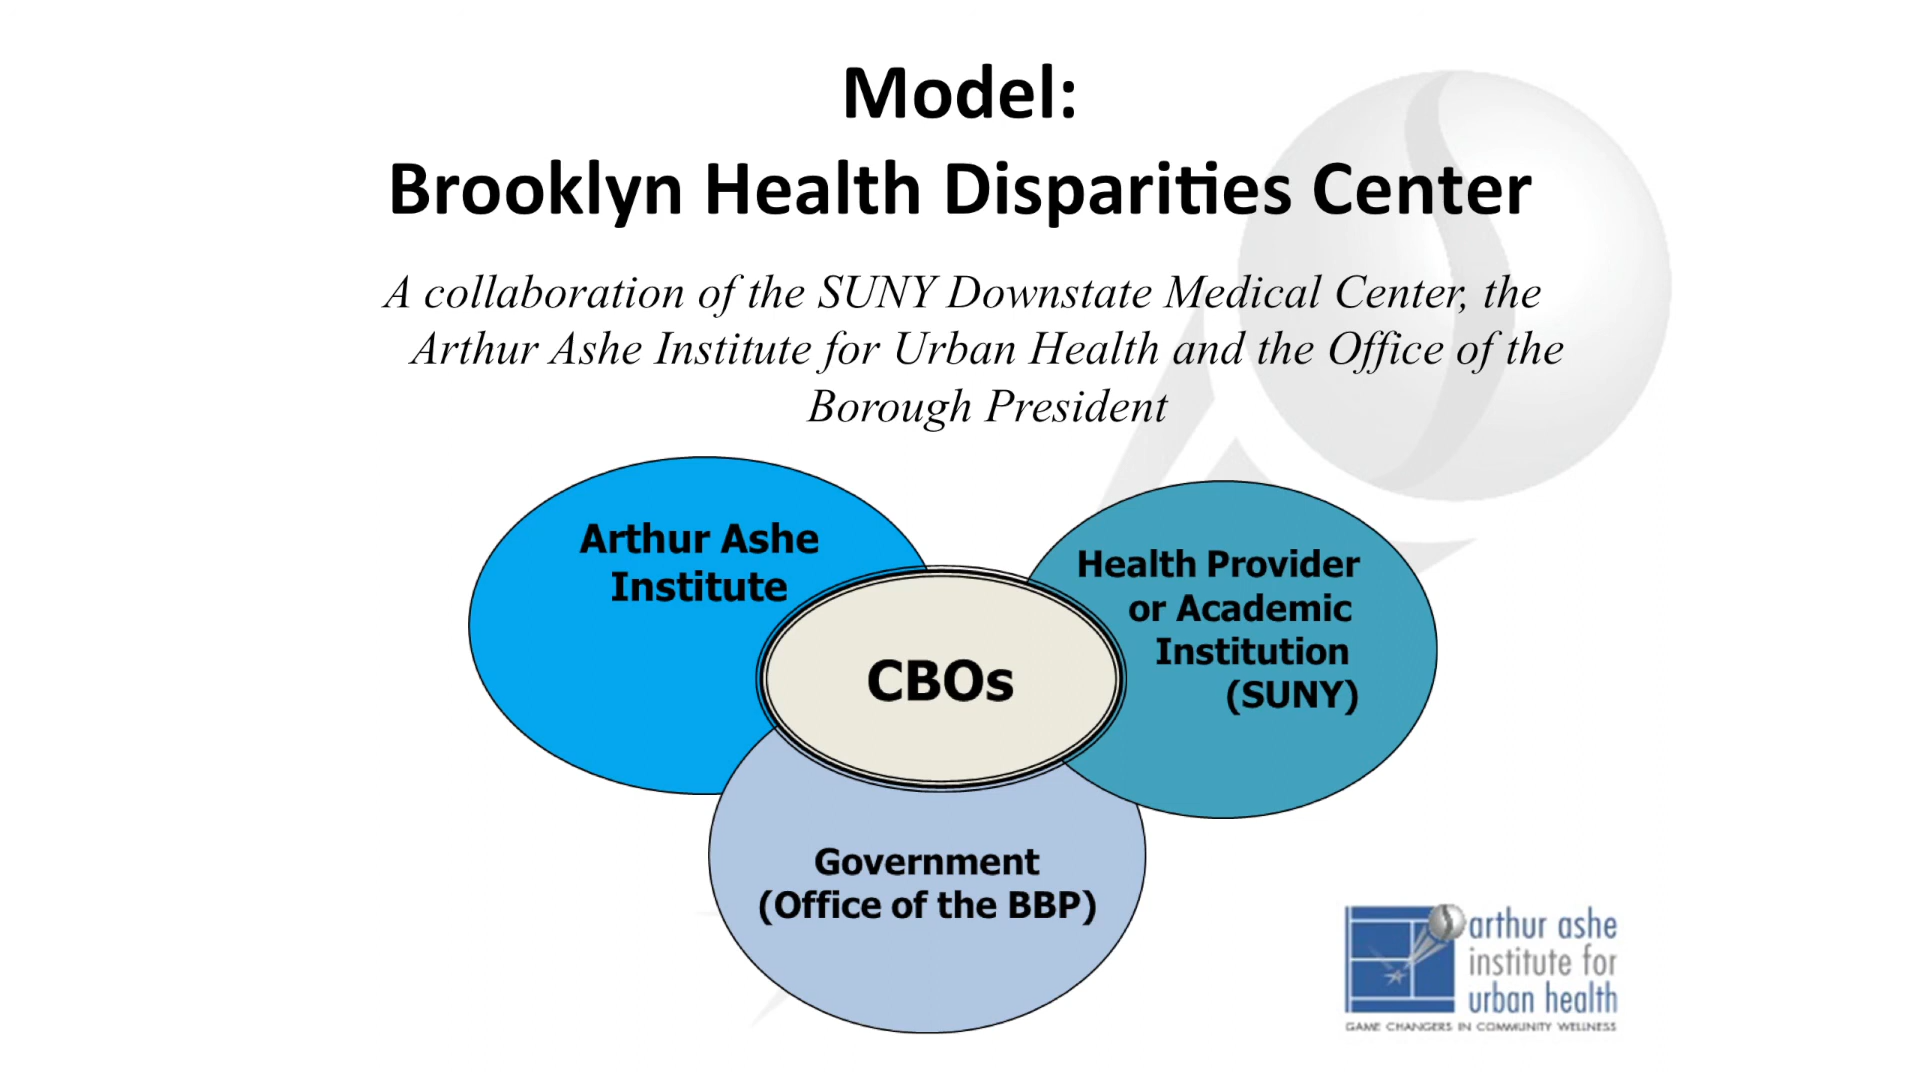 Model:
Brooklyn Health Disparities Center
A collaboration of the SUNY Downstate Medical Center, the
Arthur Ashe Institute for Urban Health and the Office of the
Borough President
Arthur Ashe
Institute
Health Provider
or Academic
Institution
(SUNY)
CBOs
Government
(Office of the BBP)
arthur ashe
institute for
urban health
GAME CHANGERS IN COMMUNITY WELLNESS